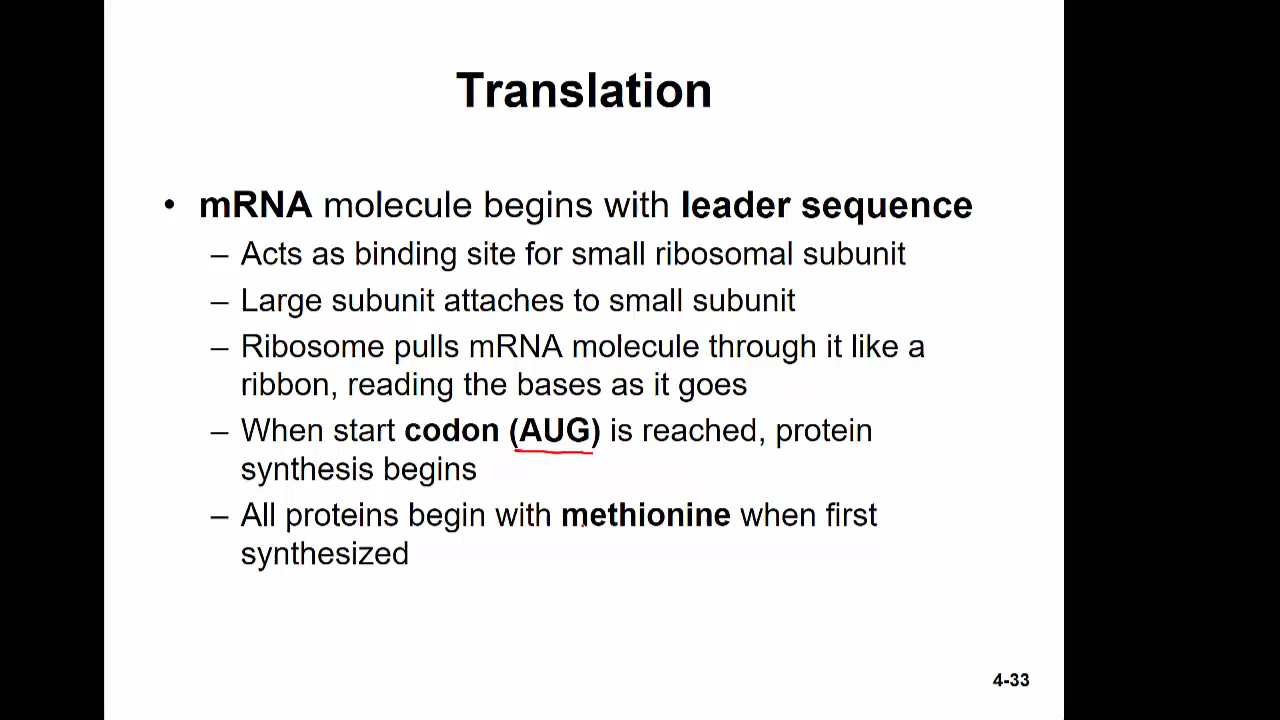 Translation
• mRNA molecule begins with leader sequence
– Acts as binding site for small ribosomal subunit
– Large subunit attaches to small subunit
– Ribosome pulls mRNA molecule through it like a
ribbon, reading the bases as it goes
– When start codon (AUG) is reached, protein
synthesis begins
– All proteins begin with methionine when first
synthesized
4-33